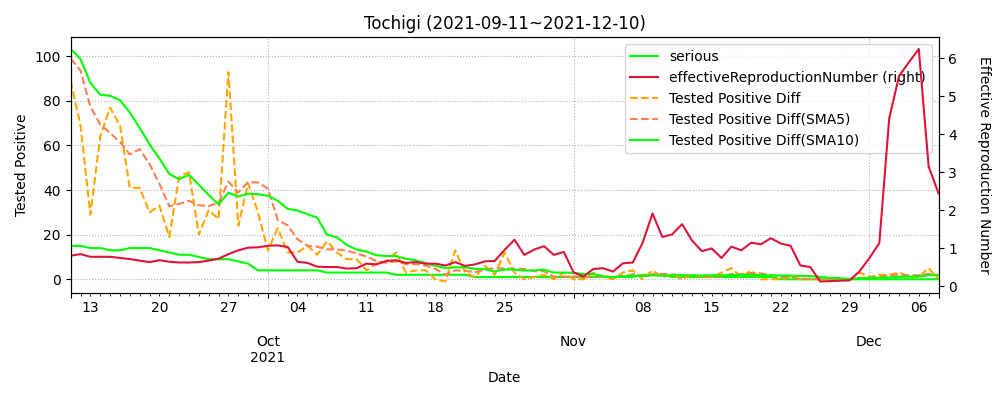 Tochigi (2021-09-11~2021-12-10)
100
80
60
40
20
0
Tested Positive
6
5
4
3
2
1
0
Effective Reproduction Number
serious
effectiveReproductionNumber (right)
Tested Positive Diff
Tested Positive Diff(SMA5)
Tested Positive Diff(SMA10)
13 20 27 04 11 18 25 08 15 22 29 06
Oct Nov Dec
2021
Date